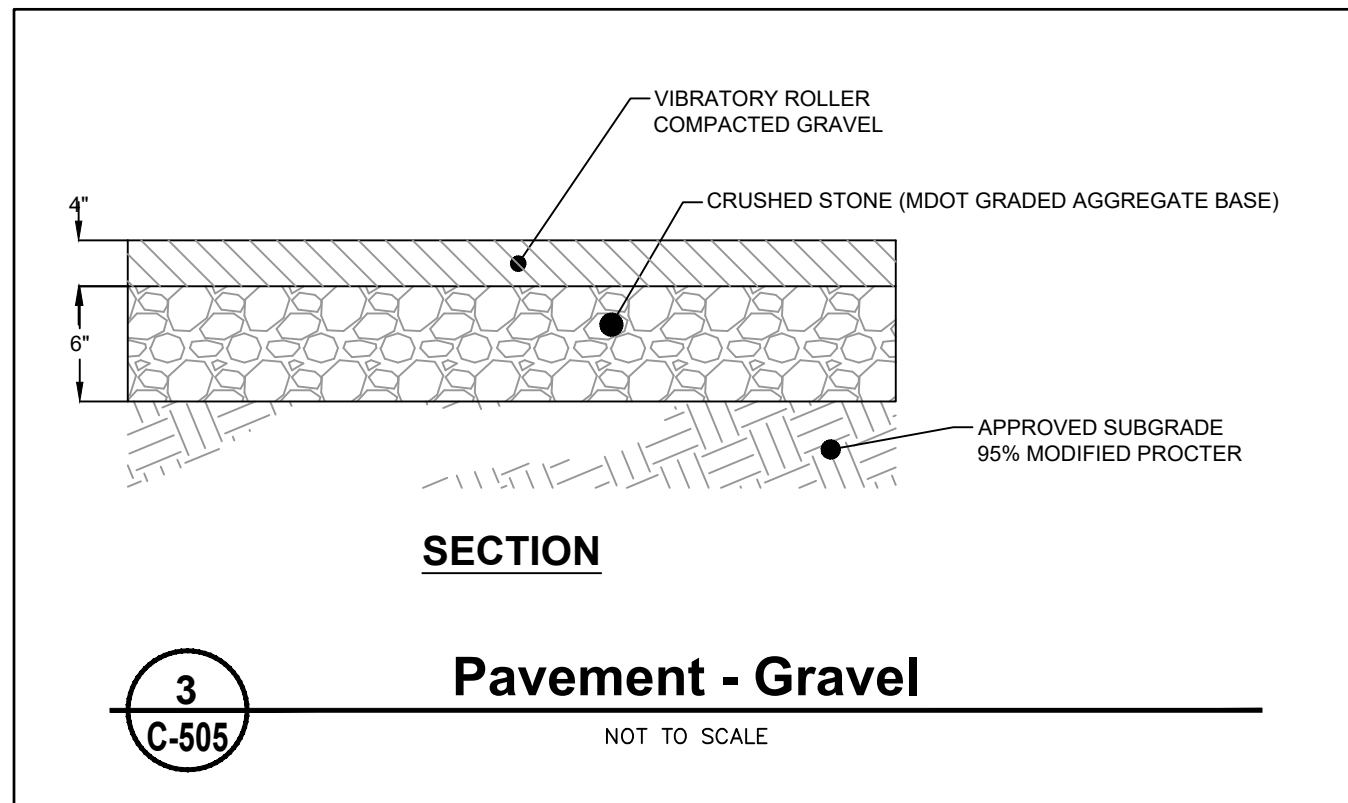 VIBRATORY ROLLER
COMPACTED GRAVEL
4"
CRUSHED STONE (MDOT GRADED AGGREGATE BASE)
6"
APPROVED SUBGRADE
95% MODIFIED PROCTER
SECTION
3
C-505
Pavement - Gravel
NOT TO SCALE